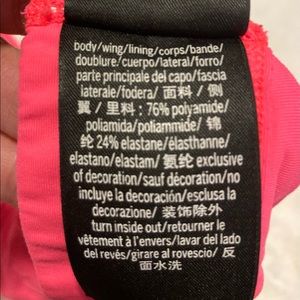 body/wing/lining/corps/bande/
doublure/cuerpo/lateral/forro/
parte principale del capo/fascia
laterale/fodera/ 面料 / 侧
翼 / 里料: 76% polyamide/
poliamida/poliammide/ 锦
纶 24% elastane/élasthanne/
elastano/elastam/ 氨纶 exclusive
of decoration/sauf décoration/no
incluye la decoración/esclusa la
decorazione/ 装饰除外
turn inside out/retourner le
vêtement à l'envers/lavar del lado
del revés/girare al rovescio/ 反
面水洗